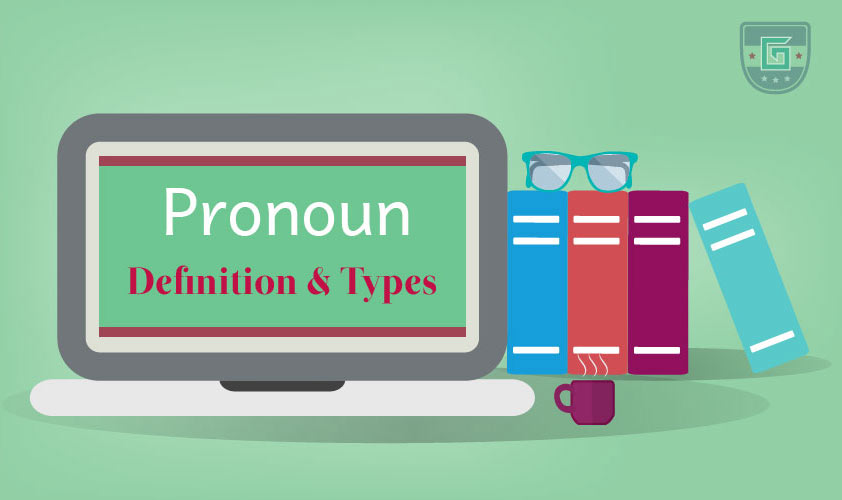 Pronoun
Definition & Types
G